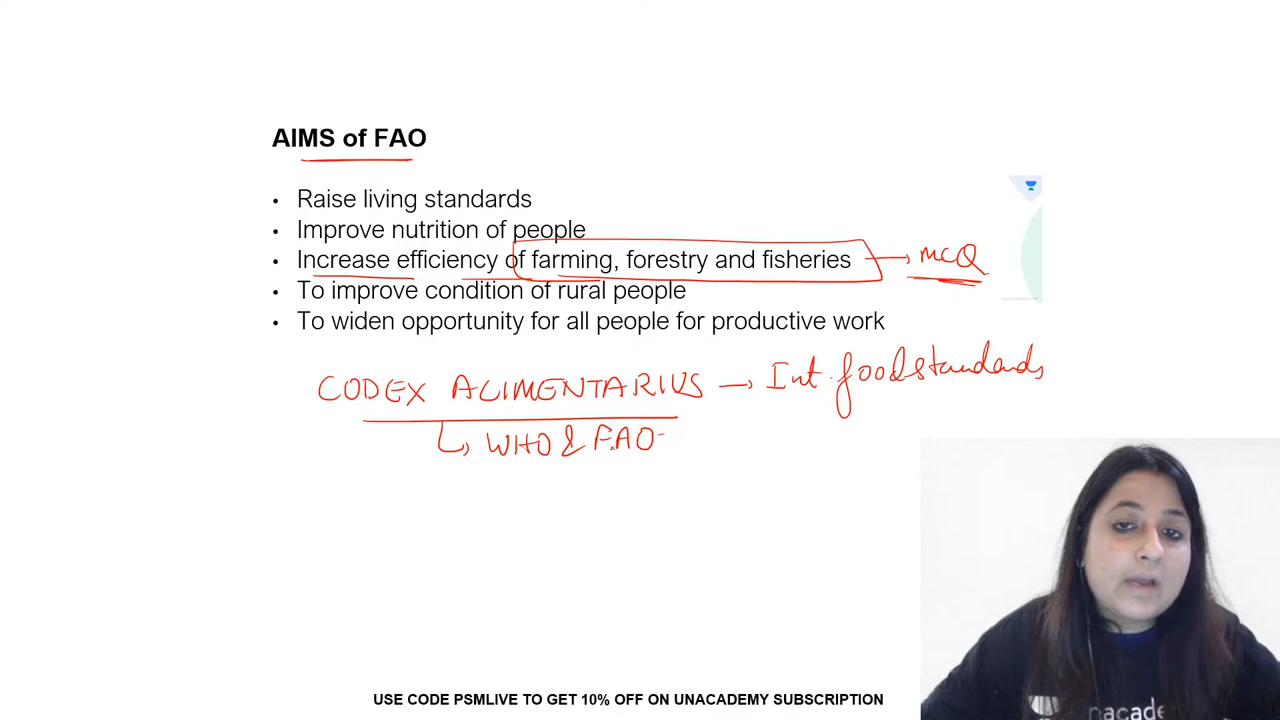 AIMS of FAO
• Raise living standards
• Improve nutrition of people
• Increase efficiency of farming, forestry and fisheries → MCQ
• To improve condition of rural people
• To widen opportunity for all people for productive work
CODEX ALIMENTARIUS → Int. food standards
↳ WHO & FAO
nacade
USE CODE PSMLIVE TO GET 10% OFF ON UNACADEMY SUBSCRIPTION